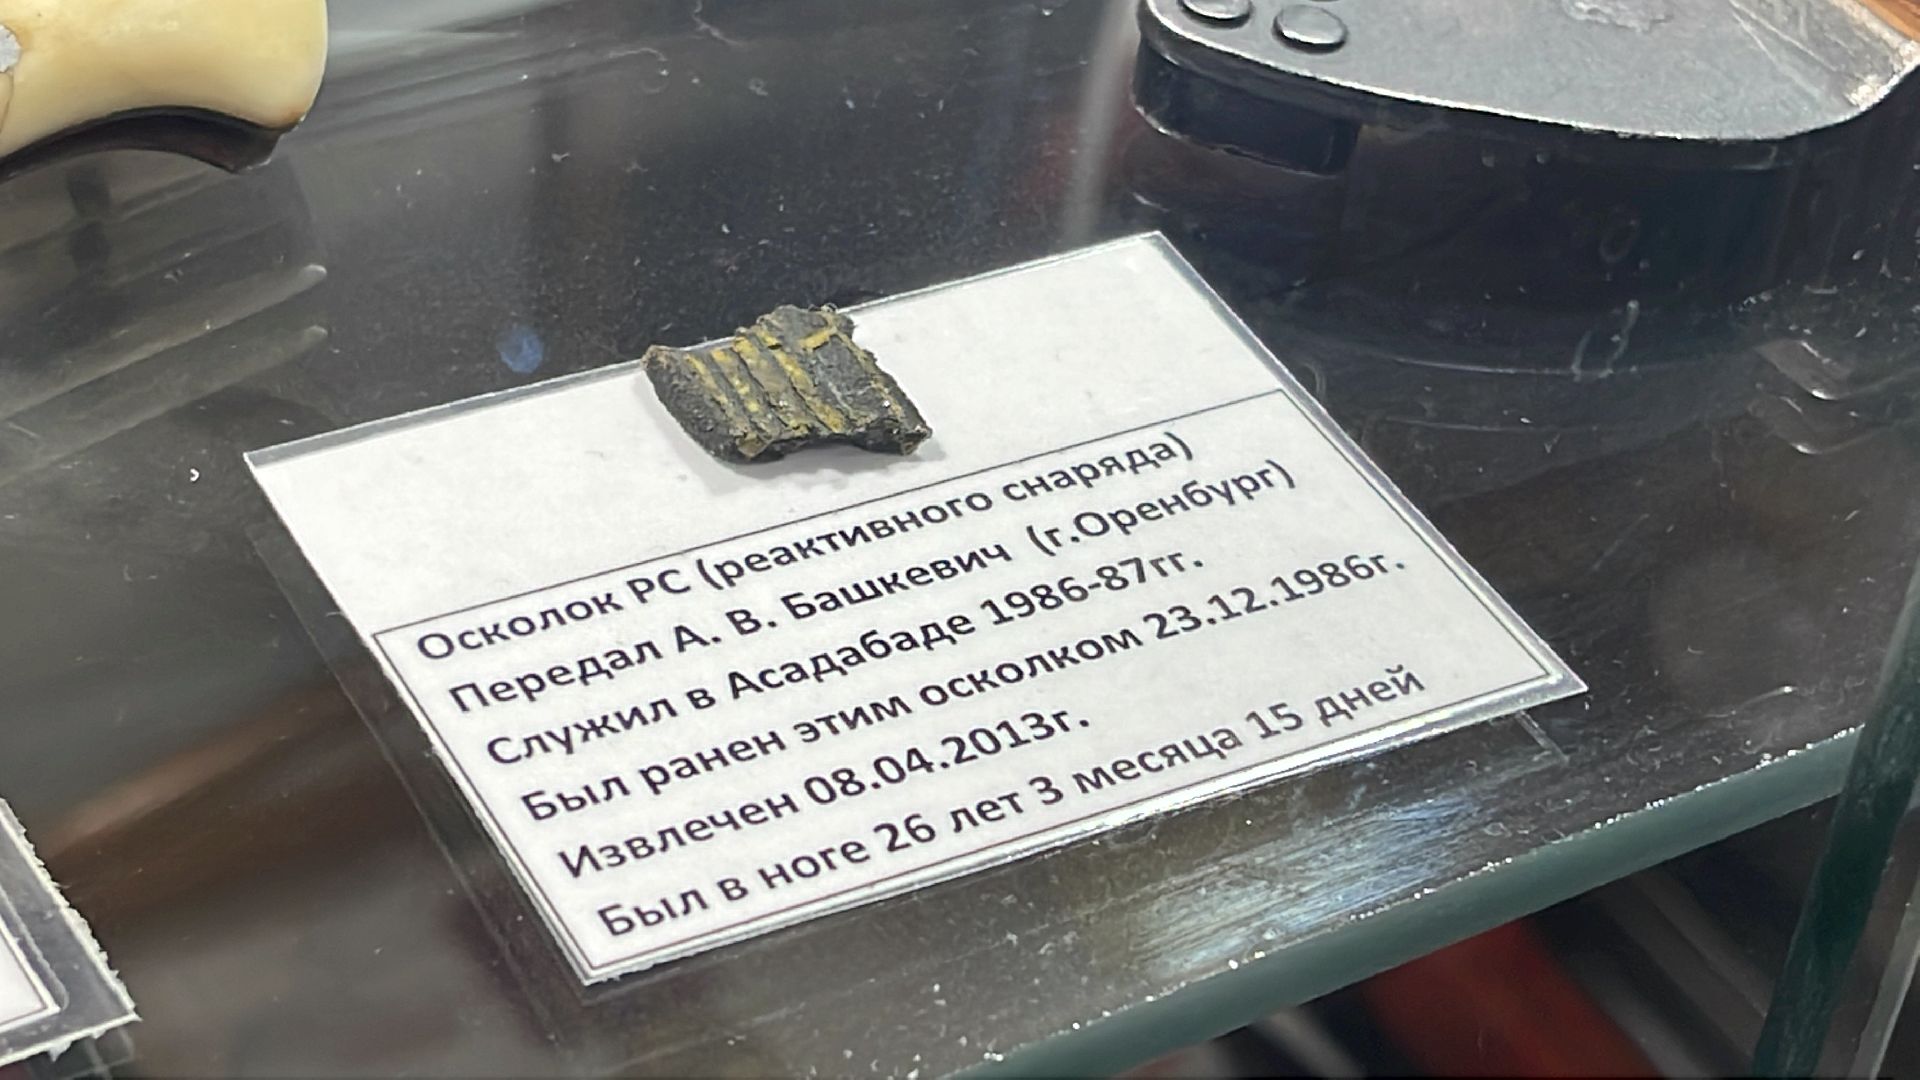 Осколок РС (реактивного снаряда)
Передал А. В. Башкевич (г.Оренбург)
Служил в Асадабаде 1986-87гг.
Был ранен этим осколком 23.12.1986г.
Извлечен 08.04.2013г.
Был в ноге 26 лет 3 месяца 15 дней